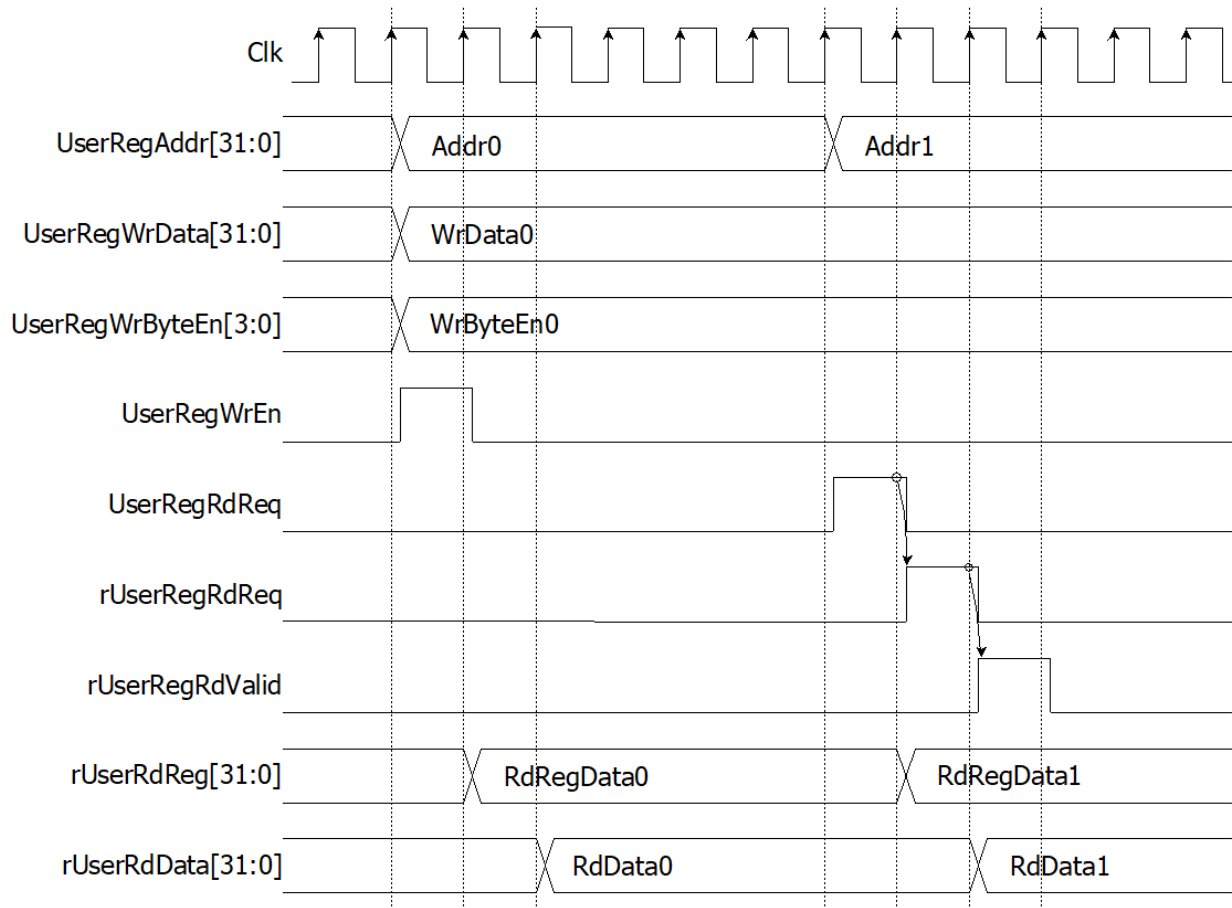 Clk
UserRegAddr[31:0] Addr0 Addr1
UserRegWrData[31:0] WrData0
UserRegWrByteEn[3:0] WrByteEn0
UserRegWrEn
UserRegRdReq
rUserRegRdReq
rUserRegRdValid
rUserRdReg[31:0] RdRegData0 RdRegData1
rUserRdData[31:0] RdData0 RdData1